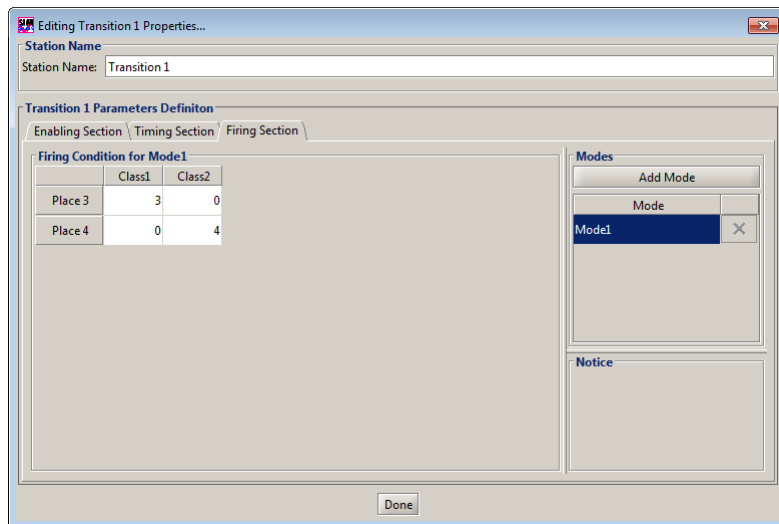 Editing Transition 1 Properties...
Station Name
Station Name: Transition 1
Transition 1 Parameters Definiton
Enabling Section Timing Section Firing Section
Firing Condition for Mode1
Class1 Class2
Place 3 3 0
Place 4 0 4
Modes
Add Mode
Mode
Mode1
Notice
Done